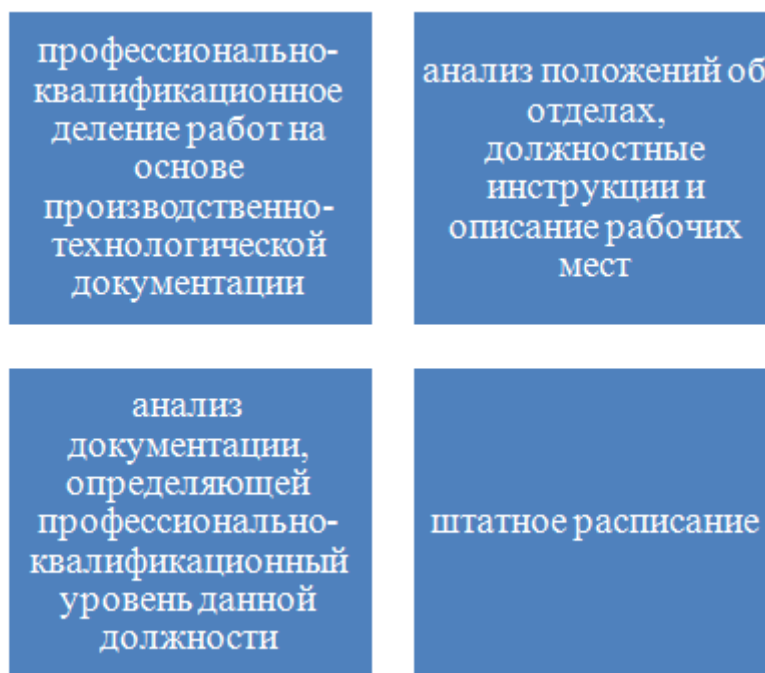 профессионально-
квалификационное
деление работ на
основе
производственно-
технологической
документации
анализ положений об
отделах,
должностные
инструкции и
описание рабочих
мест
анализ
документации,
определяющей
профессионально-
квалификационный
уровень данной
должности
штатное расписание